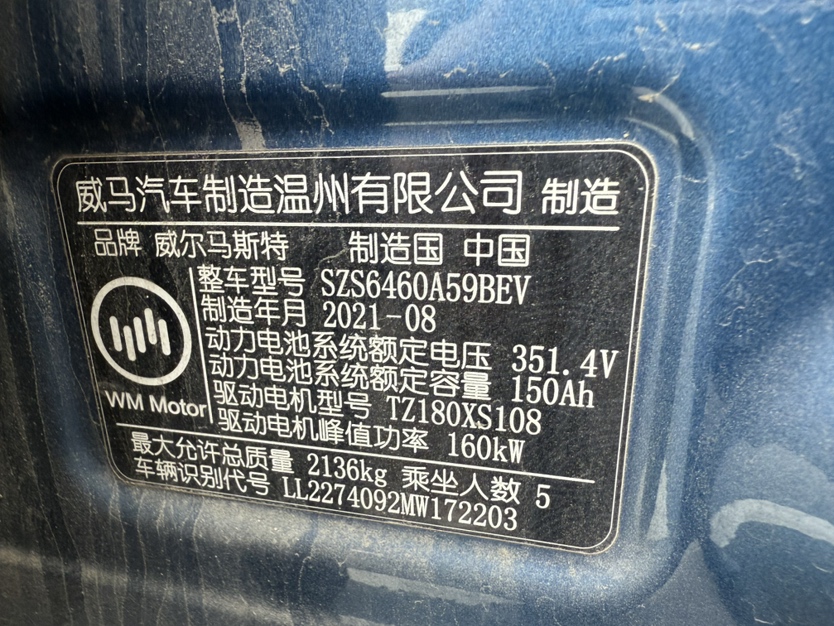 威马汽车制造温州有限公司 制造
品牌 威尔马斯特 制造国 中国
整车型号 SZS6460A59BEV
制造年月 2021-08
动力电池系统额定电压 351.4V
动力电池系统额定容量 150Ah
驱动电机型号 TZ180XS108
驱动电机峰值功率 160kW
WM Motor
最大允许总质量 2136kg 乘坐人数 5
车辆识别代号 LL2274092MW172203